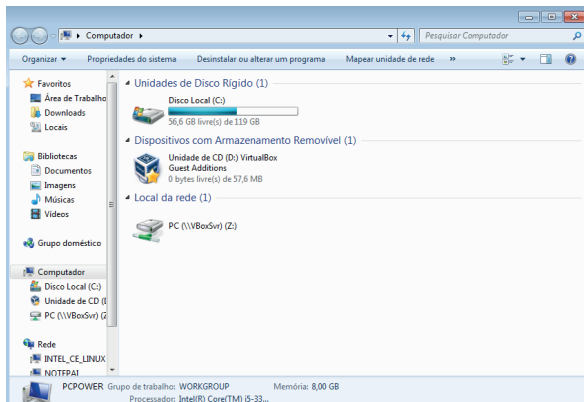 Computador
Pesquisar Computador
Organizar
Propriedades do sistema
Desinstalar ou alterar um programa
Mapear unidade de rede
»
Favoritos
Área de Trabalho
Downloads
Locais
Bibliotecas
Documentos
Imagens
Músicas
Vídeos
Grupo doméstico
Computador
Disco Local (C:)
Unidade de CD (D
PC (\\VBoxSvr) (Z
Rede
INTEL_CE_LINUX
NOTEPAI
Unidades de Disco Rígido (1)
Disco Local (C:)
56,6 GB livre(s) de 119 GB
Dispositivos com Armazenamento Removível (1)
Unidade de CD (D:) VirtualBox
Guest Additions
0 bytes livre(s) de 57,6 MB
Local da rede (1)
PC (\\VBoxSvr) (Z:)
PCPOWER Grupo de trabalho: WORKGROUP Memória: 8,00 GB
Processador: Intel(R) Core(TM) i5-33...